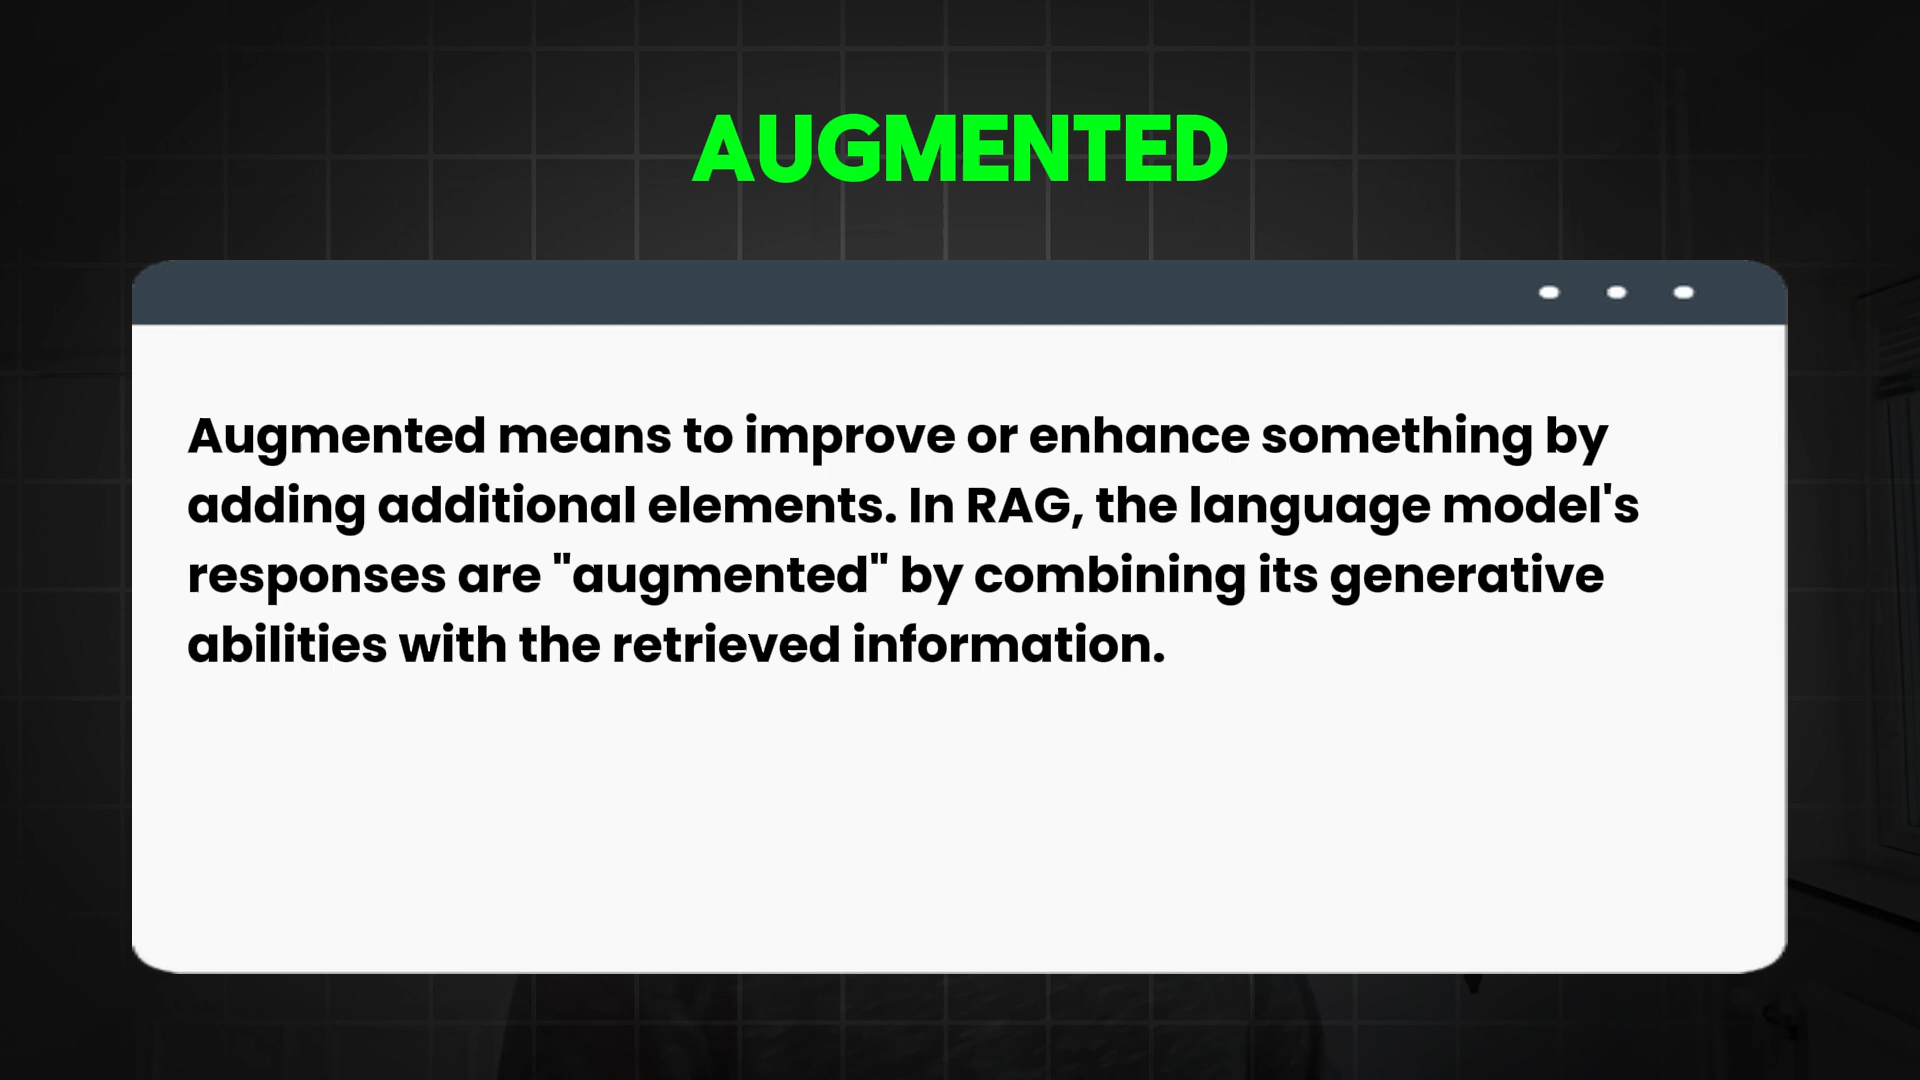 AUGMENTED
Augmented means to improve or enhance something by
adding additional elements. In RAG, the language model's
responses are "augmented" by combining its generative
abilities with the retrieved information.